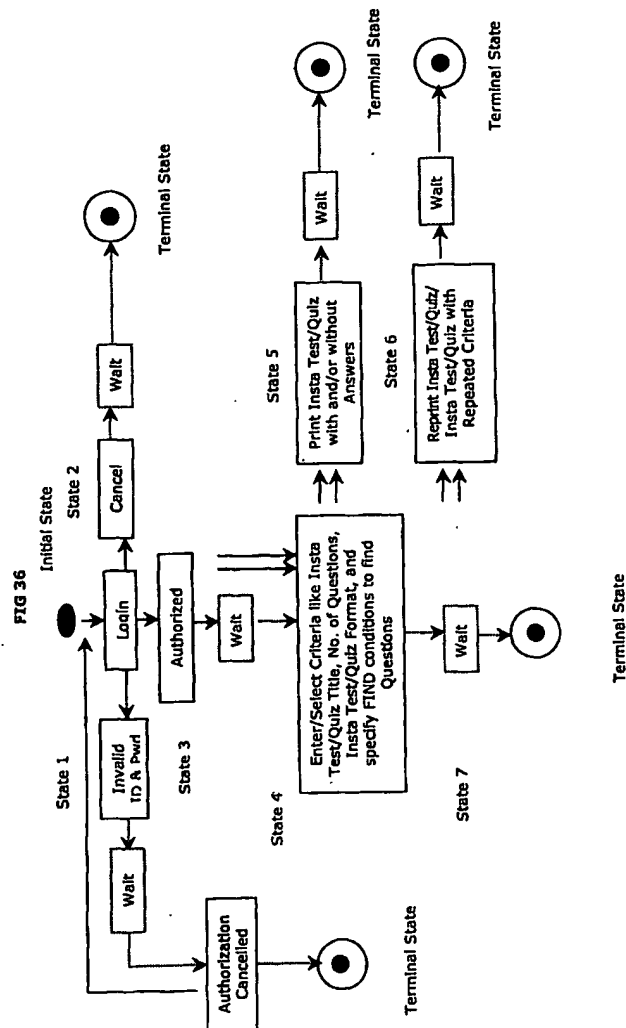 FIG 36
Initial State
State 1
State 2
Login
Cancel
Wait
Terminal State
Invalid
ID & Pwrl
Wait
Authorization
Cancelled
Terminal State
State 3
Authorized
Wait
State 4
Enter/Select Criteria like Insta
Test/Quiz Title, No. of Questions,
Insta Test/Quiz Format, and
specify FIND conditions to find
Questions
State 5
Print Insta Test/Quiz
with and/or without
Answers
Wait
Terminal State
State 6
Reprint Insta Test/Quiz/
Insta Test/Quiz with
Repeated Criteria
Wait
Terminal State
State 7
Wait
Terminal State